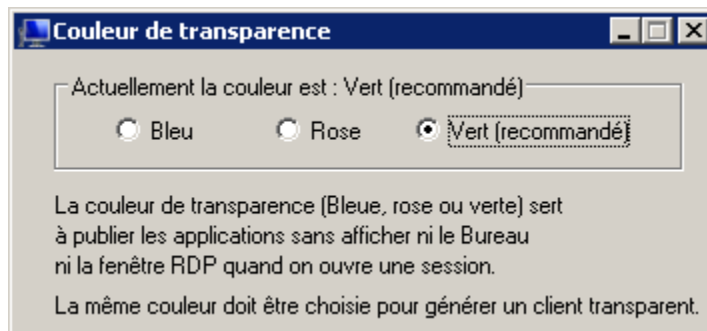 Couleur de transparence
Actuellement la couleur est : Vert (recommandé)
Bleu Rose Vert (recommandé)
La couleur de transparence (Bleue, rose ou verte) sert
à publier les applications sans afficher ni le Bureau
ni la fenêtre RDP quand on ouvre une session.
La même couleur doit être choisie pour générer un client transparent.